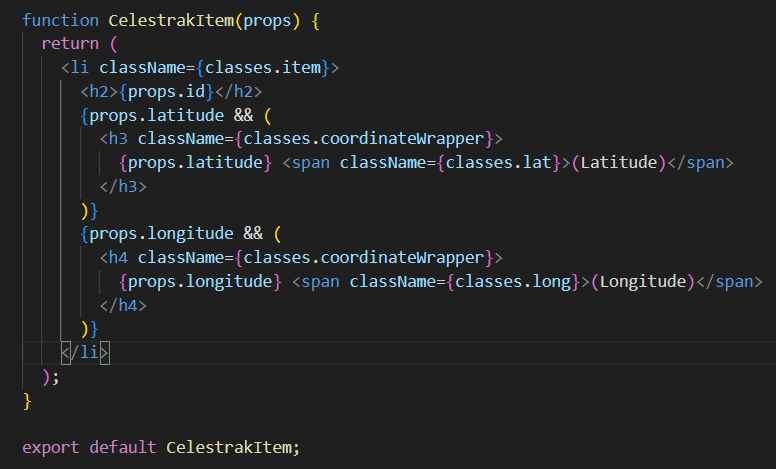 function CelestrakItem(props) {
  return (
    <li className={classes.item}>
      <h2>{props.id}</h2>
      {props.latitude && (
        <h3 className={classes.coordinateWrapper}>
          {props.latitude} <span className={classes.lat}>(Latitude)</span>
        </h3>
      )}
      {props.longitude && (
        <h4 className={classes.coordinateWrapper}>
          {props.longitude} <span className={classes.long}>(Longitude)</span>
        </h4>
      )}
    </li>
  );
}

export default CelestrakItem;